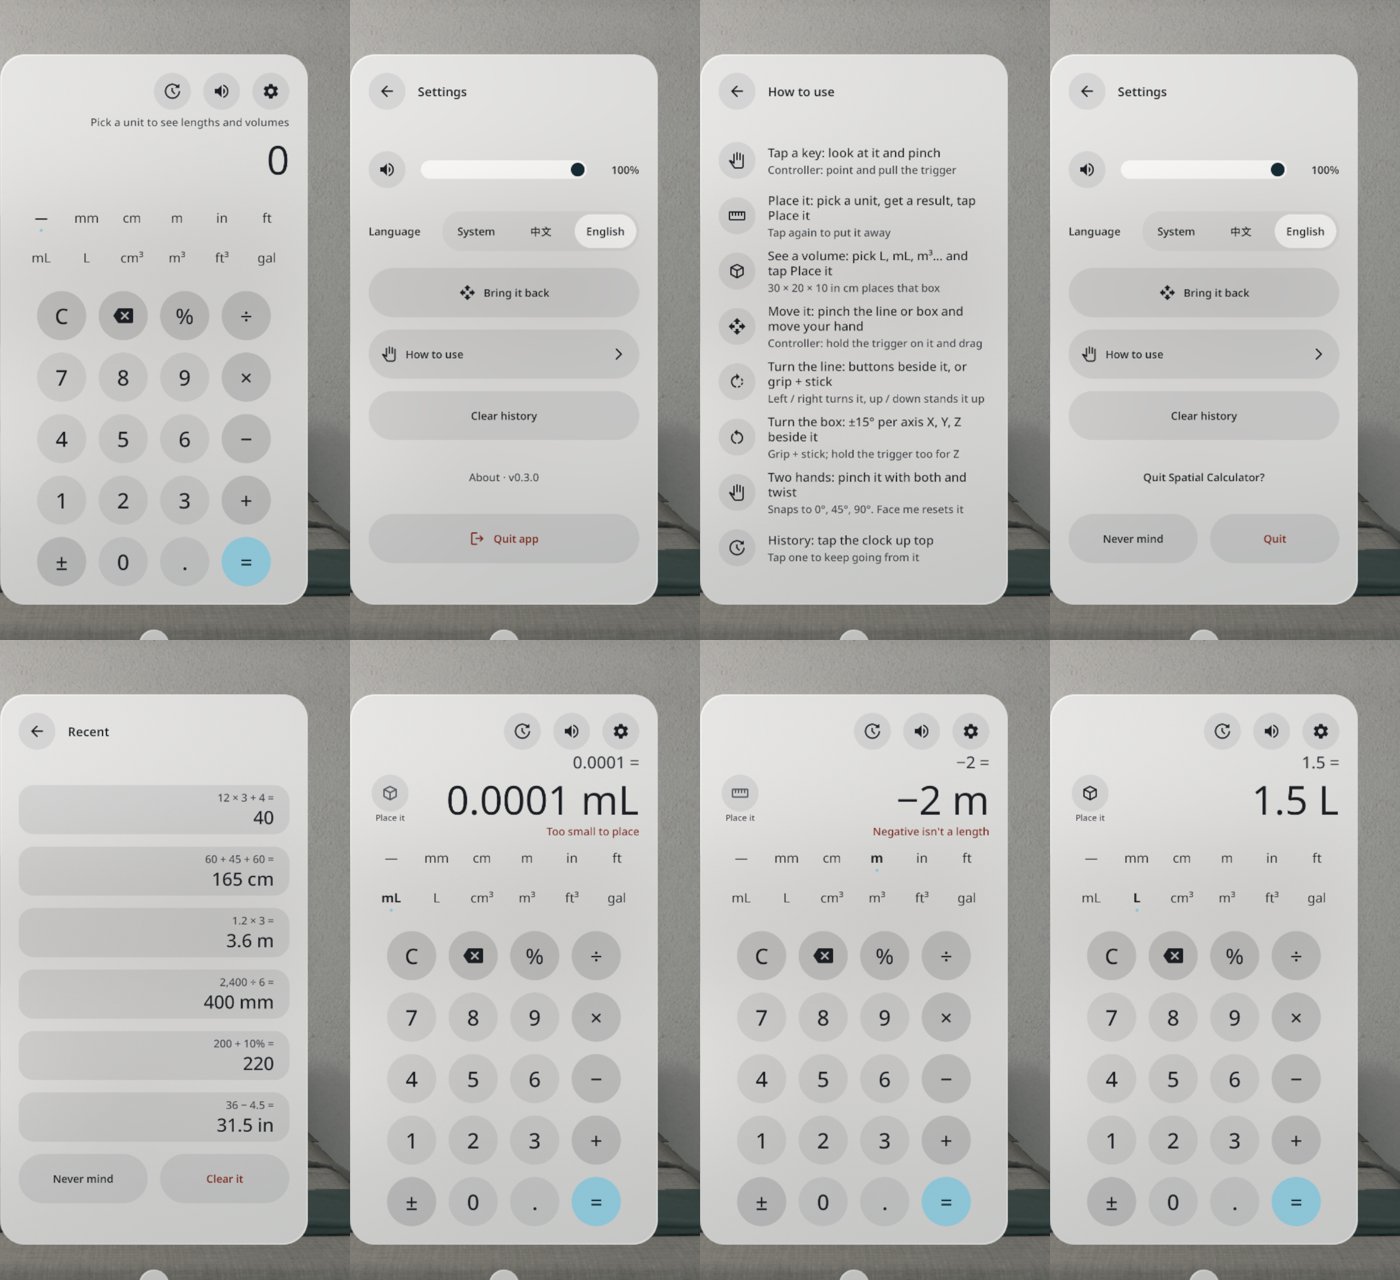 Pick a unit to see lengths and volumes
0
— mm cm m in ft
mL L cm³ m³ ft³ gal
C % ÷
7 8 9 ×
4 5 6 −
1 2 3 +
± 0 . =
Settings
100%
Language System 中文 English
Bring it back
How to use
Clear history
About · v0.3.0
Quit app
How to use
Tap a key: look at it and pinch
Controller: point and pull the trigger
Place it: pick a unit, get a result, tap
Place it
Tap again to put it away
See a volume: pick L, mL, m³... and
tap Place it
30 × 20 × 10 in cm places that box
Move it: pinch the line or box and
move your hand
Controller: hold the trigger on it and drag
Turn the line: buttons beside it, or
grip + stick
Left / right turns it, up / down stands it up
Turn the box: ±15° per axis X, Y, Z
beside it
Grip + stick; hold the trigger too for Z
Two hands: pinch it with both and
twist
Snaps to 0°, 45°, 90°. Face me resets it
History: tap the clock up top
Tap one to keep going from it
Settings
100%
Language System 中文 English
Bring it back
How to use
Clear history
Quit Spatial Calculator?
Never mind Quit
Recent
12 × 3 + 4 =
40
60 + 45 + 60 =
165 cm
1.2 × 3 =
3.6 m
2,400 ÷ 6 =
400 mm
200 + 10% =
220
36 − 4.5 =
31.5 in
Never mind Clear it
0.0001 =
0.0001 mL
Place it
Too small to place
— mm cm m in ft
mL L cm³ m³ ft³ gal
C % ÷
7 8 9 ×
4 5 6 −
1 2 3 +
± 0 . =
−2 =
−2 m
Place it
Negative isn't a length
— mm cm m in ft
mL L cm³ m³ ft³ gal
C % ÷
7 8 9 ×
4 5 6 −
1 2 3 +
± 0 . =
1.5 =
1.5 L
Place it
— mm cm m in ft
mL L cm³ m³ ft³ gal
C % ÷
7 8 9 ×
4 5 6 −
1 2 3 +
± 0 . =